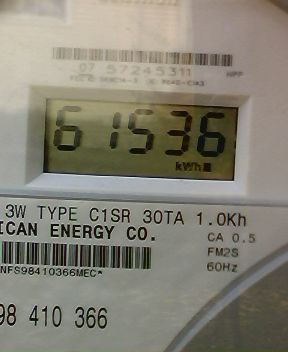 07 57245311
61536
kWh
3W TYPE C1SR 30TA 1.0Kh
ICAN ENERGY CO.
CA 0.5
FM2S
60Hz
NFS98410366MEC*
98 410 366